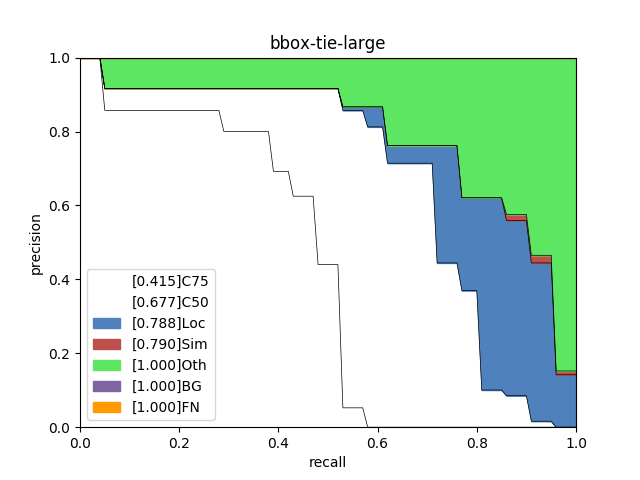 bbox-tie-large
1.0
0.8
0.6
0.4
0.2
0.0
precision
[0.415]C75
[0.677]C50
[0.788]Loc
[0.790]Sim
[1.000]Oth
[1.000]BG
[1.000]FN
0.0 0.2 0.4 0.6 0.8 1.0
recall